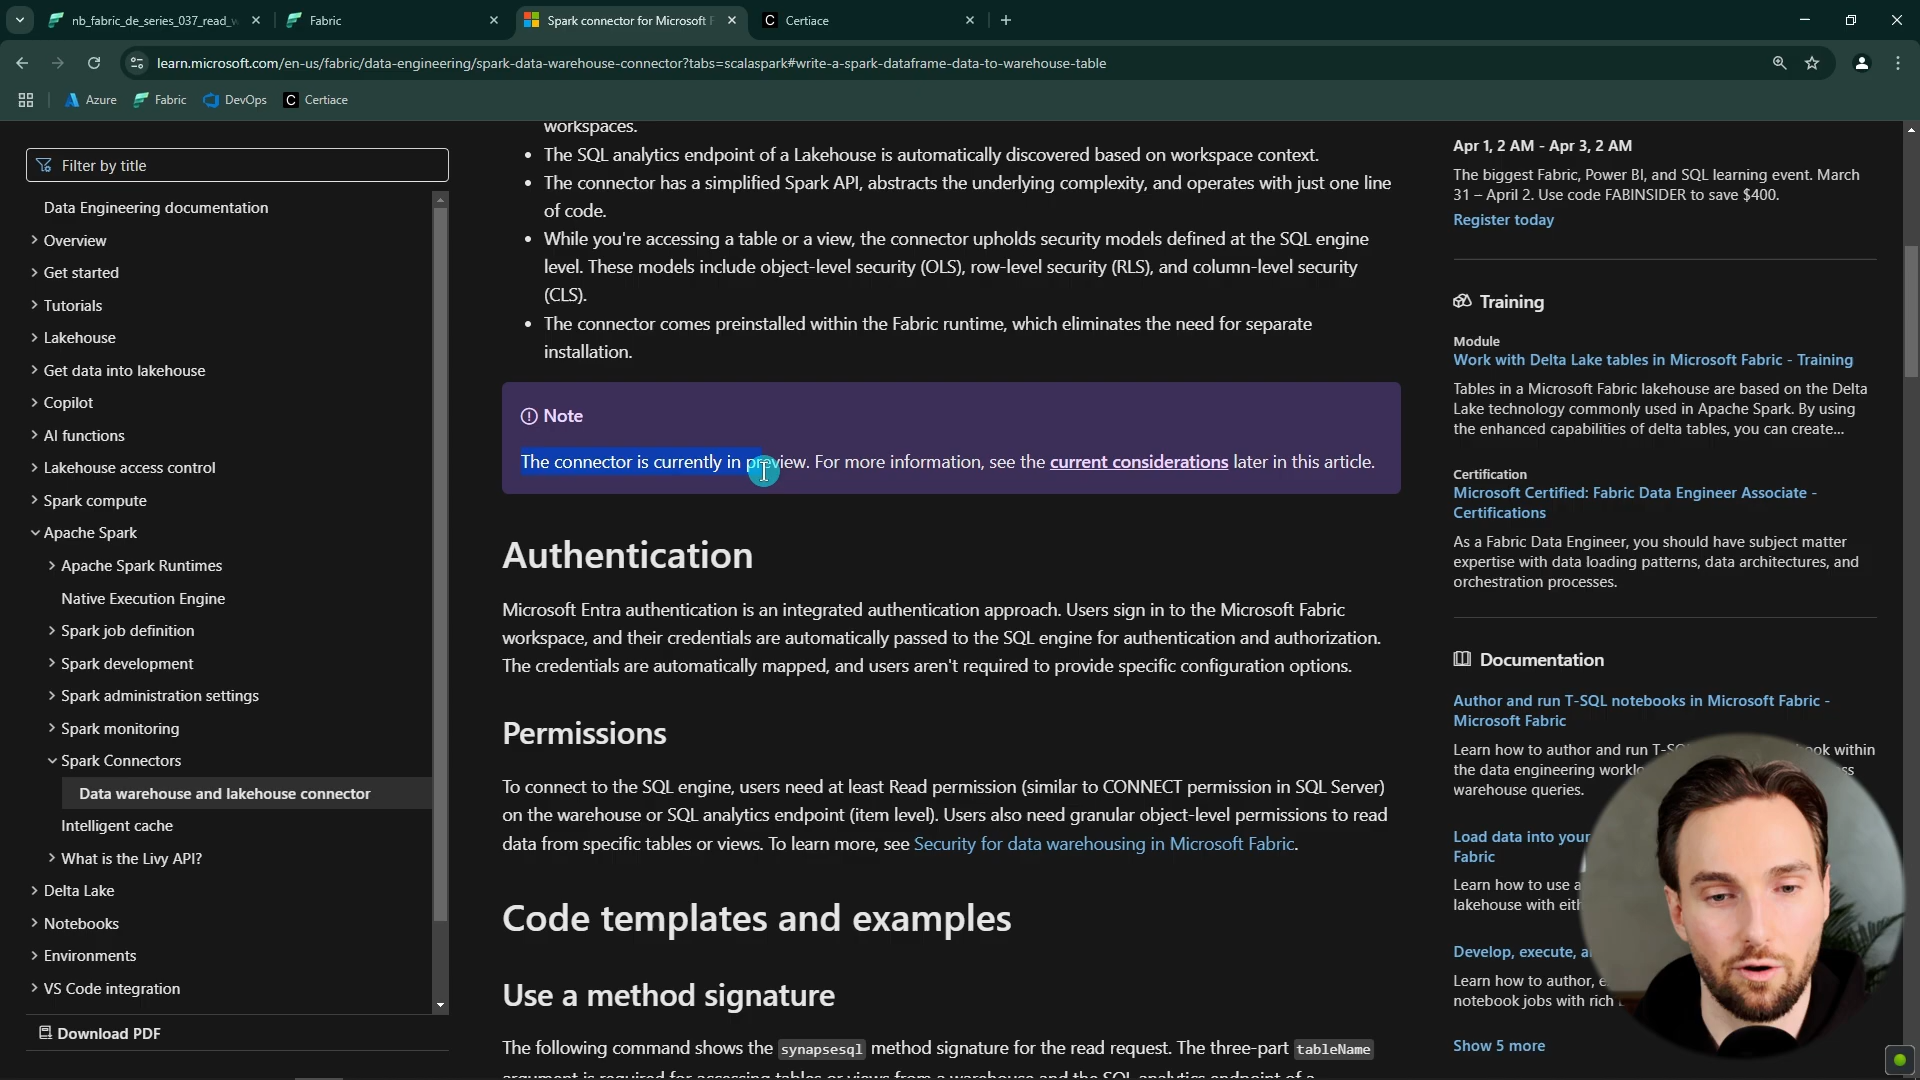 nb_fabric_de_series_037_read_
Fabric
Spark connector for Microsoft F
Certiace
learn.microsoft.com/en-us/fabric/data-engineering/spark-data-warehouse-connector?tabs=scalaspark#write-a-spark-dataframe-data-to-warehouse-table
Azure
Fabric
DevOps
Certiace
Filter by title
Data Engineering documentation
Overview
Get started
Tutorials
Lakehouse
Get data into lakehouse
Copilot
AI functions
Lakehouse access control
Spark compute
Apache Spark
Apache Spark Runtimes
Native Execution Engine
Spark job definition
Spark development
Spark administration settings
Spark monitoring
Spark Connectors
Data warehouse and lakehouse connector
Intelligent cache
What is the Livy API?
Delta Lake
Notebooks
Environments
VS Code integration
Download PDF
workspaces.
• The SQL analytics endpoint of a Lakehouse is automatically discovered based on workspace context.
• The connector has a simplified Spark API, abstracts the underlying complexity, and operates with just one line
of code.
• While you're accessing a table or a view, the connector upholds security models defined at the SQL engine
level. These models include object-level security (OLS), row-level security (RLS), and column-level security
(CLS).
• The connector comes preinstalled within the Fabric runtime, which eliminates the need for separate
installation.
Note
The connector is currently in preview. For more information, see the current considerations later in this article.
Authentication
Microsoft Entra authentication is an integrated authentication approach. Users sign in to the Microsoft Fabric
workspace, and their credentials are automatically passed to the SQL engine for authentication and authorization.
The credentials are automatically mapped, and users aren't required to provide specific configuration options.
Permissions
To connect to the SQL engine, users need at least Read permission (similar to CONNECT permission in SQL Server)
on the warehouse or SQL analytics endpoint (item level). Users also need granular object-level permissions to read
data from specific tables or views. To learn more, see Security for data warehousing in Microsoft Fabric.
Code templates and examples
Use a method signature
The following command shows the synapsesql method signature for the read request. The three-part tableName
argument is required for accessing tables or views from a warehouse and the SQL analytics endpoint of a
Apr 1, 2 AM - Apr 3, 2 AM
The biggest Fabric, Power BI, and SQL learning event. March
31 – April 2. Use code FABINSIDER to save $400.
Register today
Training
Module
Work with Delta Lake tables in Microsoft Fabric - Training
Tables in a Microsoft Fabric lakehouse are based on the Delta
Lake technology commonly used in Apache Spark. By using
the enhanced capabilities of delta tables, you can create...
Certification
Microsoft Certified: Fabric Data Engineer Associate -
Certifications
As a Fabric Data Engineer, you should have subject matter
expertise with data loading patterns, data architectures, and
orchestration processes.
Documentation
Author and run T-SQL notebooks in Microsoft Fabric -
Microsoft Fabric
Learn how to author and run T-SQ ok within
the data engineering
warehouse queries.
Load data into your
Fabric
Learn how to use a
lakehouse with
Develop, execute,
Learn how to author,
notebook jobs with rich
Show 5 more